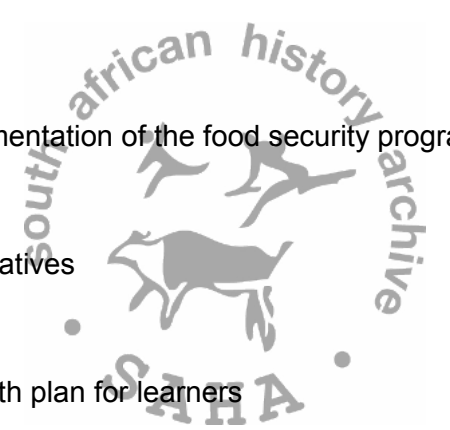 south african history archive
mentation of the food security progra
atives
th plan for learners
SAHA